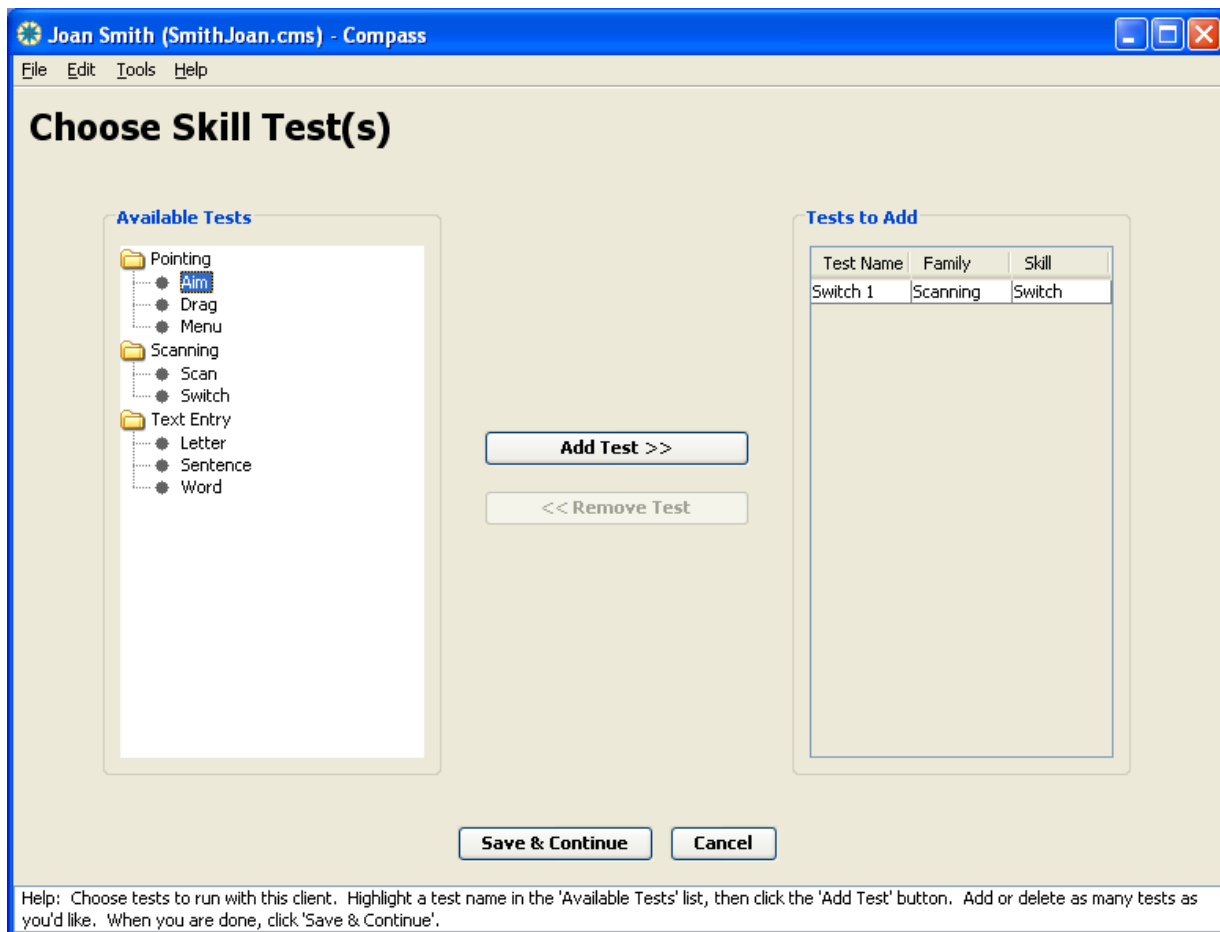 Joan Smith (SmithJoan.cms) - Compass
File Edit Tools Help
Choose Skill Test(s)
Available Tests
Pointing
Aim
Drag
Menu
Scanning
Scan
Switch
Text Entry
Letter
Sentence
Word
Add Test >>
<< Remove Test
Tests to Add
Test Name Family Skill
Switch 1 Scanning Switch
Save & Continue Cancel
Help: Choose tests to run with this client. Highlight a test name in the 'Available Tests' list, then click the 'Add Test' button. Add or delete as many tests as
you'd like. When you are done, click 'Save & Continue'.